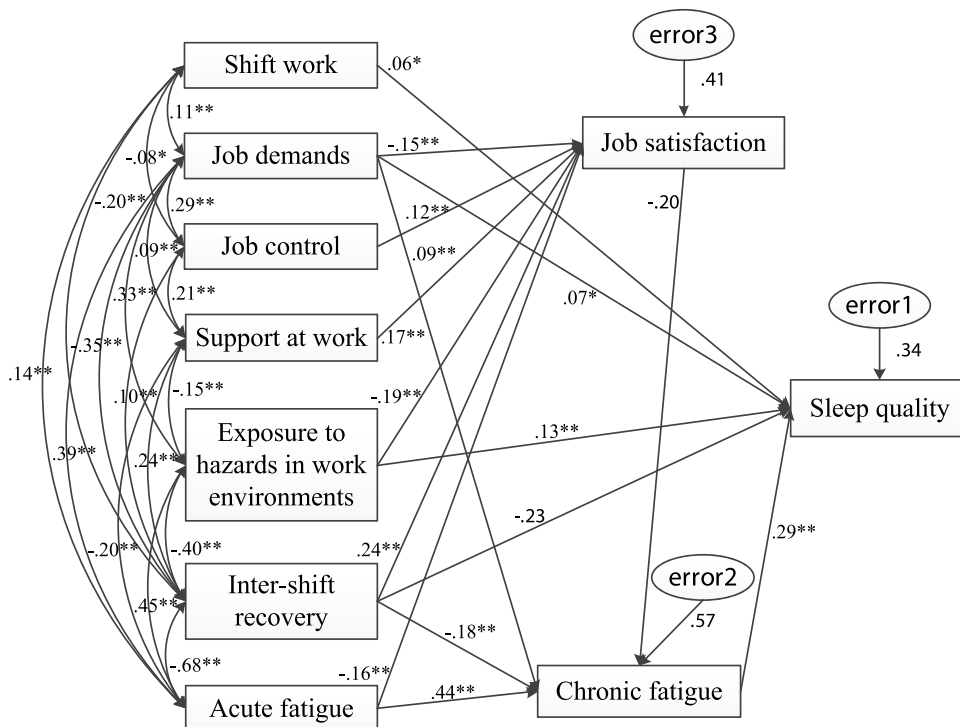 error3
Shift work
.06*
.41
.11**
Job satisfaction
Job demands
-.15**
-.08*
-.20**
.29**
-.20
.12**
Job control
.09**
.09**
.33**
.21**
.07*
error1
Support at work
.17**
-.35**
.34
.14**
.10**
-.15**
-.19**
Sleep quality
Exposure to
hazards in work
environments
.13**
.39**
.24**
-.23
.29**
-.20**
-.40**
.24**
error2
Inter-shift
recovery
.45**
.57
-.18**
-.68**
-.16**
.44**
Chronic fatigue
Acute fatigue